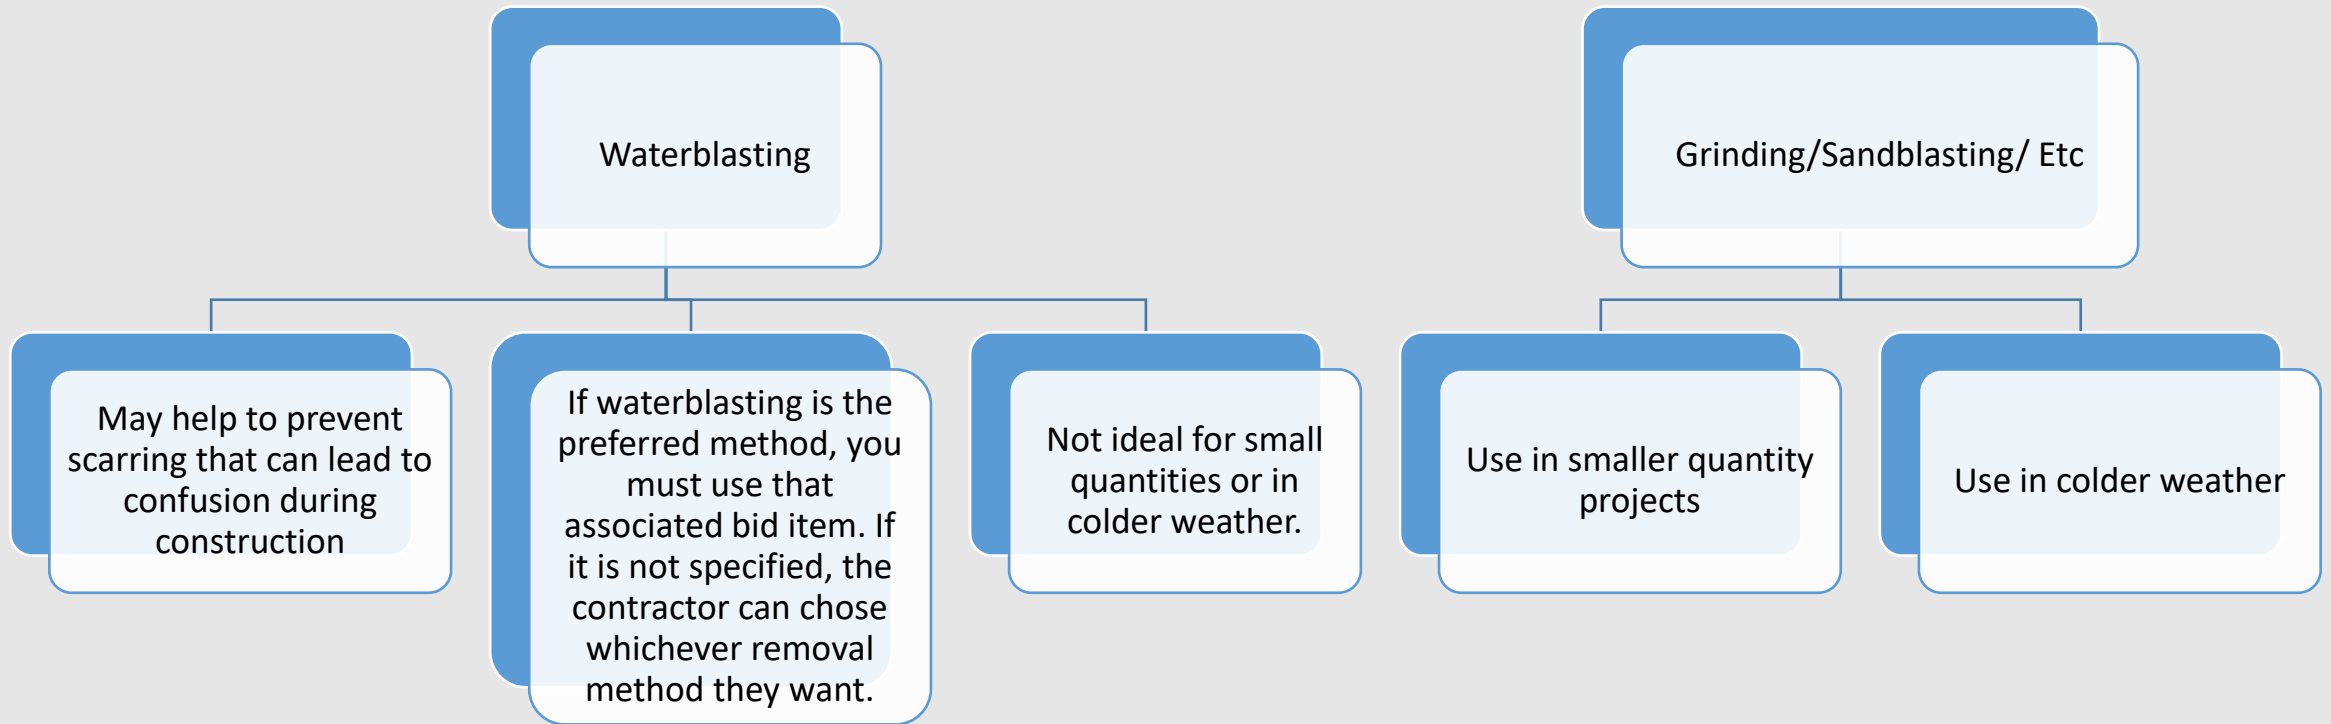 Waterblasting
Grinding/Sandblasting/ Etc
May help to prevent
scarring that can lead to
confusion during
construction
If waterblasting is the
preferred method, you
must use that
associated bid item. If
it is not specified, the
contractor can chose
whichever removal
method they want.
Not ideal for small
quantities or in
colder weather.
Use in smaller quantity
projects
Use in colder weather